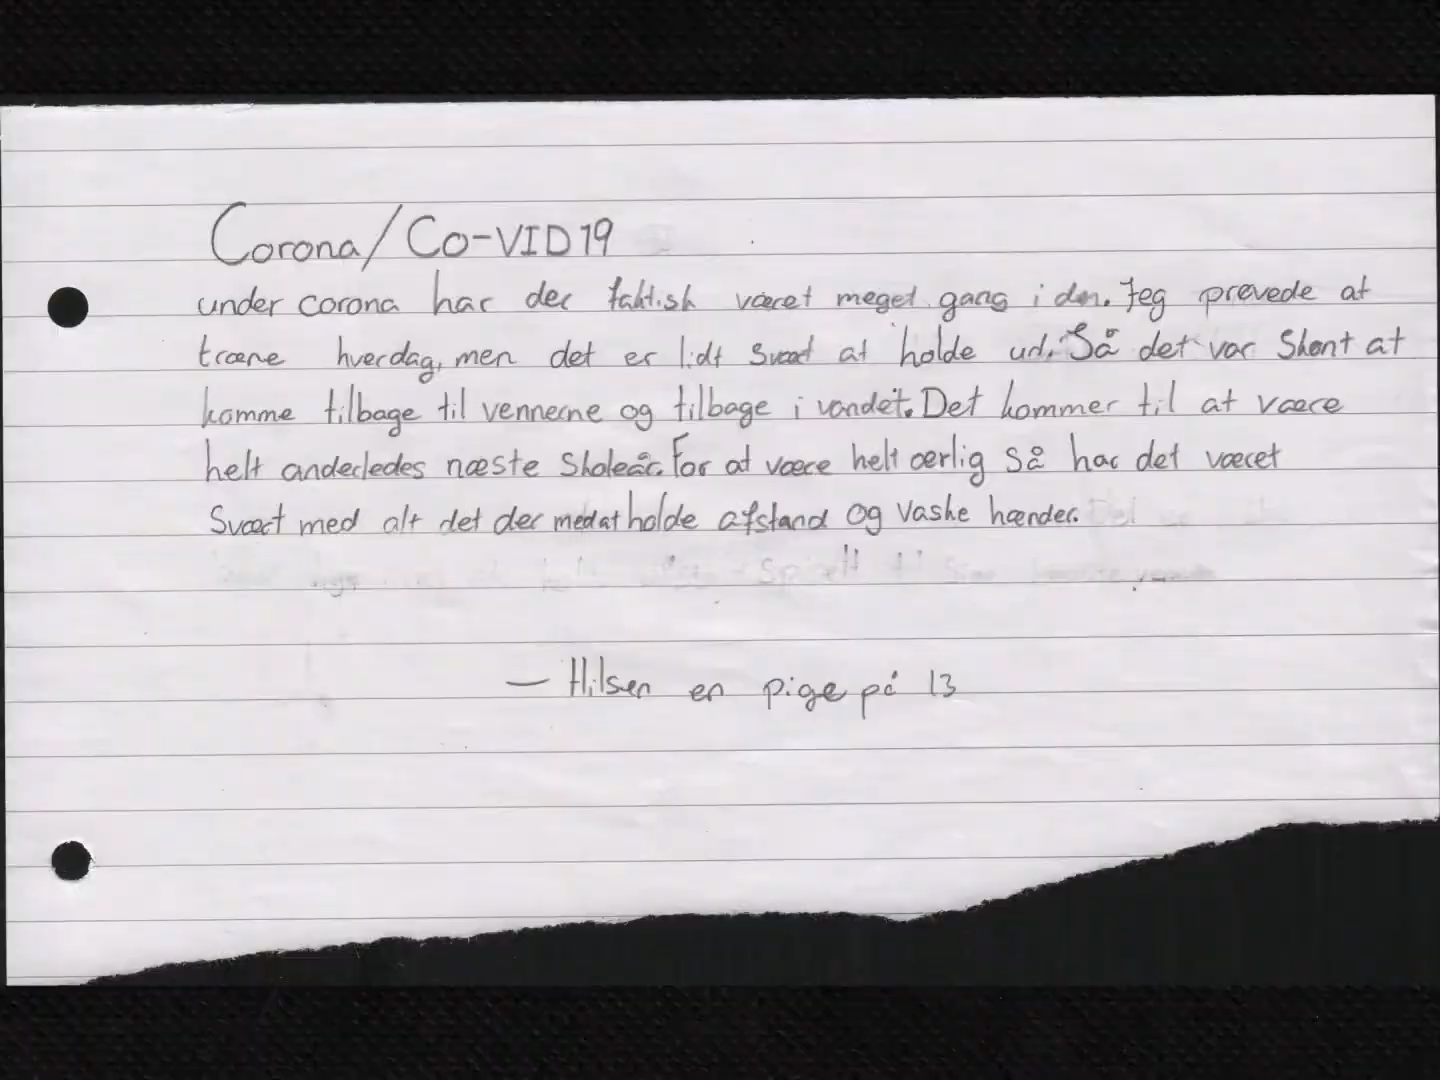 Corona/Co-VID19
under corona har der faktisk været meget gang i den. Jeg prøvede at
træne hverdag, men det er lidt svært at holde ud. Så det var skønt at
komme tilbage til vennerne og tilbage i vandet. Det kommer til at være
helt anderledes næste skoleår. For at være helt ærlig så har det været
Svært med alt det der med at holde afstand og vaske hænder.
— Hilsen en pige på 13